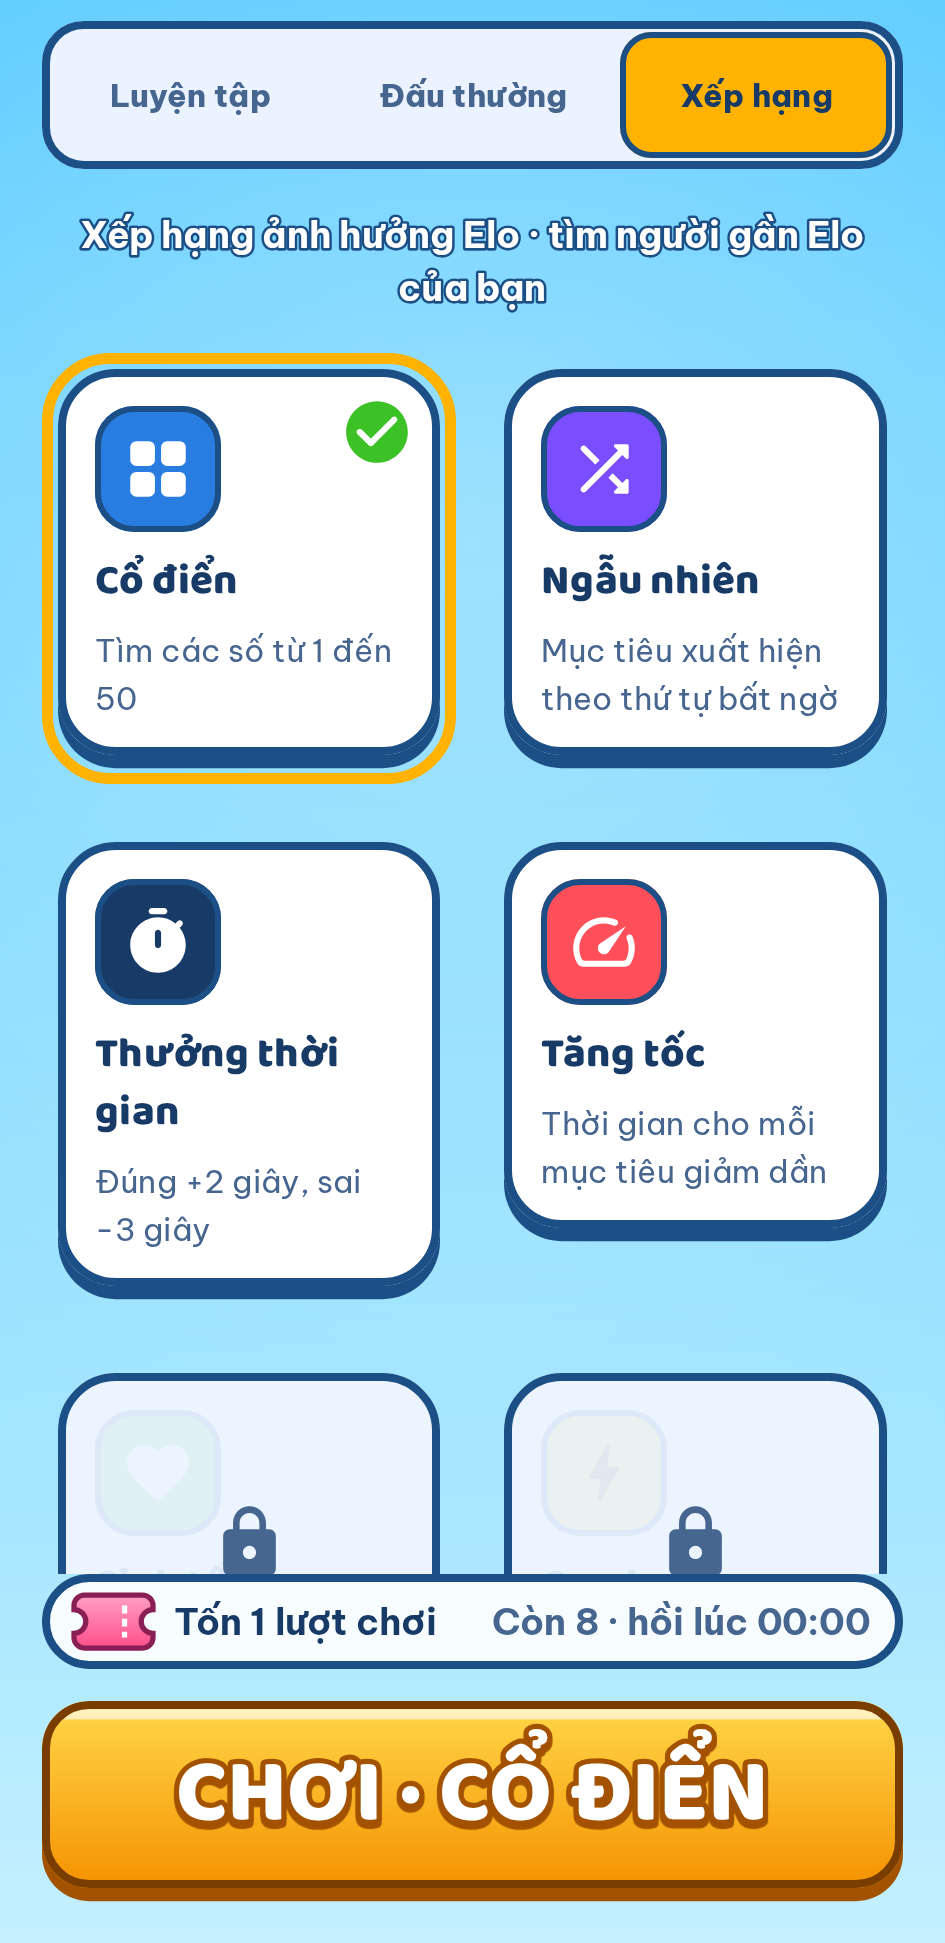 Luyện tập
Đấu thường
Xếp hạng
Xếp hạng ảnh hưởng Elo · tìm người gần Elo
của bạn
Cổ điển
Tìm các số từ 1 đến
50
Ngẫu nhiên
Mục tiêu xuất hiện
theo thứ tự bất ngờ
Thưởng thời
gian
Đúng +2 giây, sai
-3 giây
Tăng tốc
Thời gian cho mỗi
mục tiêu giảm dần
Tốn 1 lượt chơi
Còn 8 · hồi lúc 00:00
CHƠI · CỔ ĐIỂN